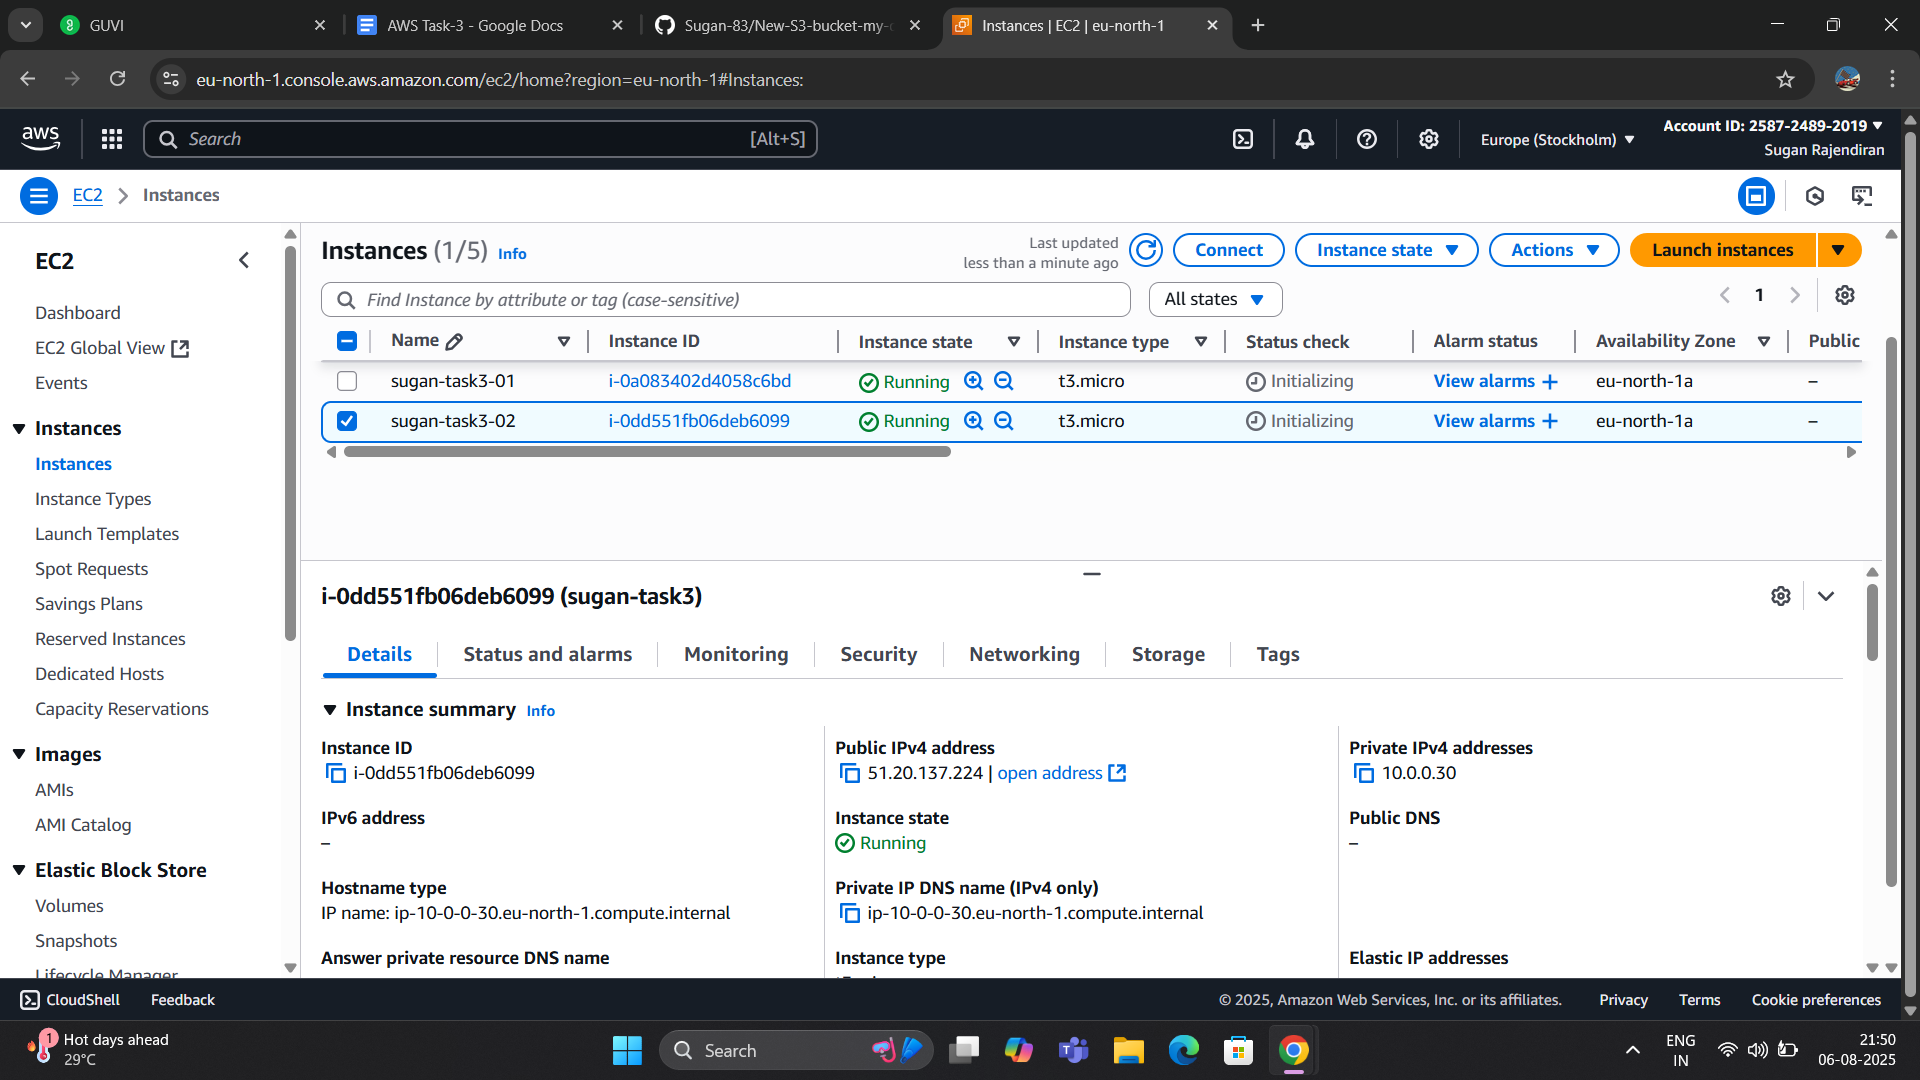 GUVI
AWS Task-3 - Google Docs
Sugan-83/New-S3-bucket-my-
Instances | EC2 | eu-north-1
eu-north-1.console.aws.amazon.com/ec2/home?region=eu-north-1#Instances:
aws
Search
[Alt+S]
Europe (Stockholm)
Account ID: 2587-2489-2019
Sugan Rajendiran
EC2
Instances
EC2
Dashboard
EC2 Global View
Events
Instances
Instances
Instance Types
Launch Templates
Spot Requests
Savings Plans
Reserved Instances
Dedicated Hosts
Capacity Reservations
Images
AMIs
AMI Catalog
Elastic Block Store
Volumes
Snapshots
Lifecycle Manager
Instances (1/5) Info
Last updated
less than a minute ago
Connect
Instance state
Actions
Launch instances
Find Instance by attribute or tag (case-sensitive)
All states
1
Name Instance ID Instance state Instance type Status check Alarm status Availability Zone Public
sugan-task3-01 i-0a083402d4058c6bd Running t3.micro Initializing View alarms + eu-north-1a –
sugan-task3-02 i-0dd551fb06deb6099 Running t3.micro Initializing View alarms + eu-north-1a –
i-0dd551fb06deb6099 (sugan-task3)
Details Status and alarms Monitoring Security Networking Storage Tags
Instance summary Info
Instance ID
i-0dd551fb06deb6099
Public IPv4 address
51.20.137.224 | open address
Private IPv4 addresses
10.0.0.30
IPv6 address
–
Instance state
Running
Public DNS
–
Hostname type
IP name: ip-10-0-0-30.eu-north-1.compute.internal
Private IP DNS name (IPv4 only)
ip-10-0-0-30.eu-north-1.compute.internal
Answer private resource DNS name
Instance type
Elastic IP addresses
CloudShell
Feedback
© 2025, Amazon Web Services, Inc. or its affiliates.
Privacy
Terms
Cookie preferences
1
Hot days ahead
29°C
Search
ENG
IN
21:50
06-08-2025